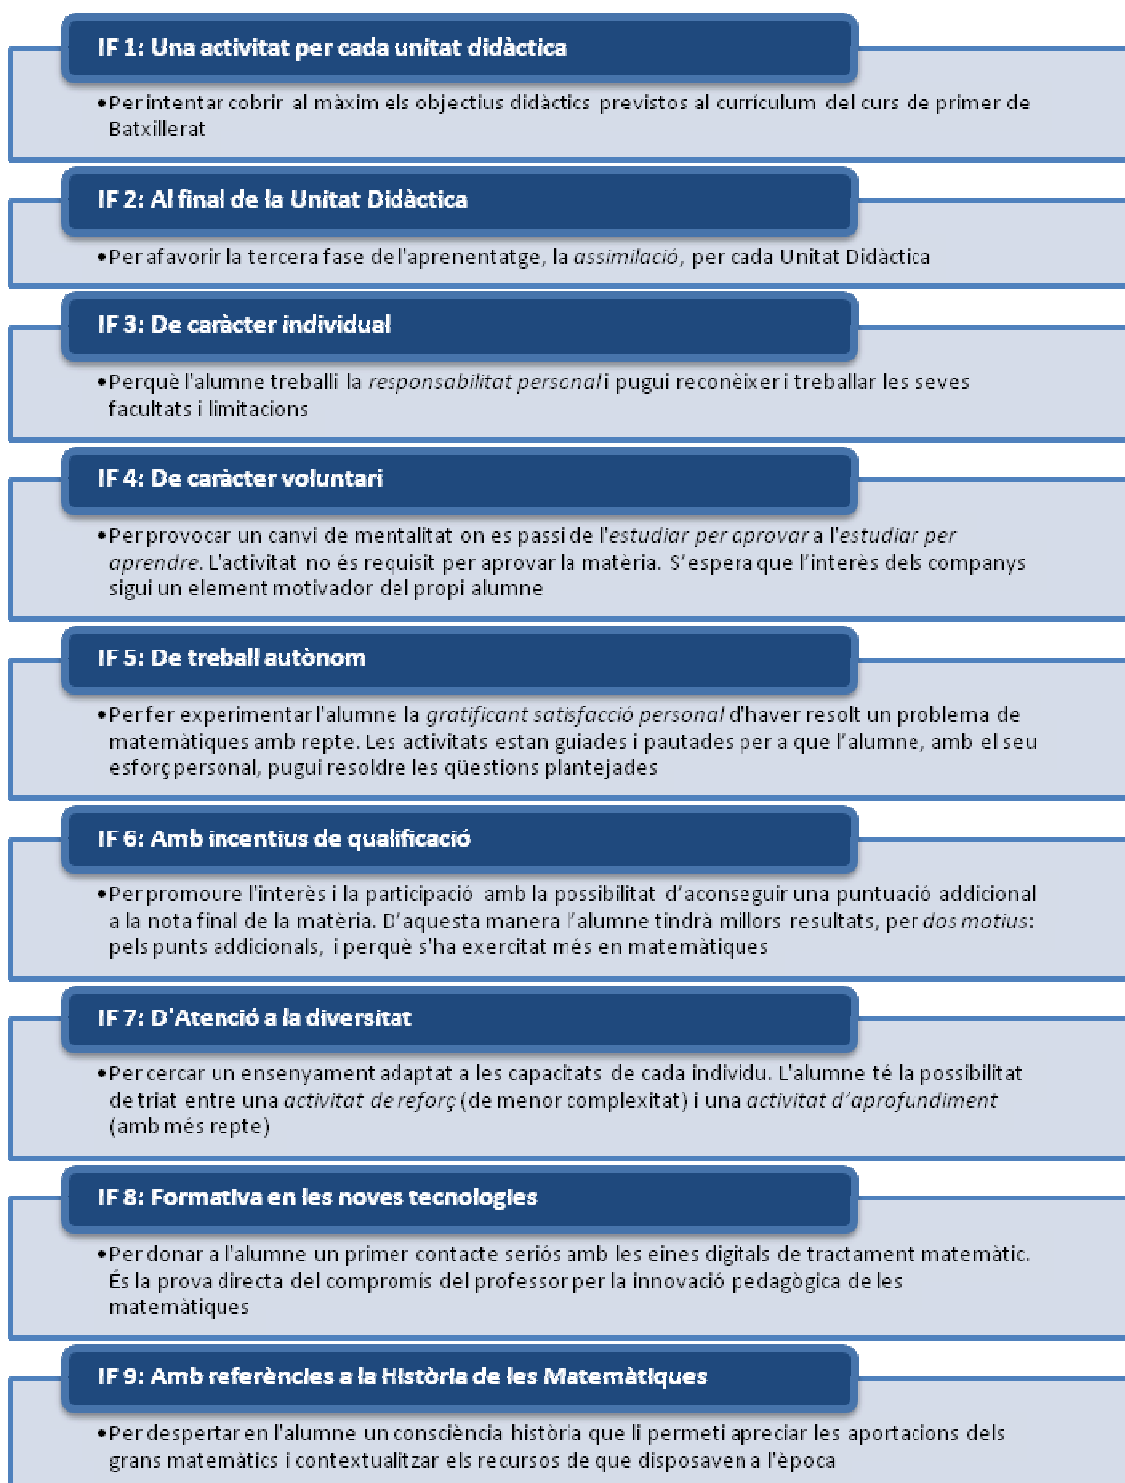 IF 1: Una activitat per cada unitat didàctica
•Per intentar cobrir al màxim els objectius didàctics previstos al currículum del curs de primer de
Batxillerat
IF 2: Al final de la Unitat Didàctica
•Per afavorir la tercera fase de l'aprenentatge, la assimilació, per cada Unitat Didàctica
IF 3: De caràcter individual
•Perquè l'alumne treballi la responsabilitat personal i pugui reconèixer i treballar les seves
facultats i limitacions
IF 4: De caràcter voluntari
•Per provocar un canvi de mentalitat on es passi de l'estudiar per aprovar a l'estudiar per
aprendre. L'activitat no és requisit per aprovar la matèria. S'espera que l'interès dels companys
sigui un element motivador del propi alumne
IF 5: De treball autònom
•Per fer experimentar l'alumne la gratificant satisfacció personal d'haver resolt un problema de
matemàtiques amb repte. Les activitats estan guiades i pautades per a que l'alumne, amb el seu
esforç personal, pugui resoldre les qüestions plantejades
IF 6: Amb incentius de qualificació
•Per promoure l'interès i la participació amb la possibilitat d'aconseguir una puntuació addicional
a la nota final de la matèria. D'aquesta manera l'alumne tindrà millors resultats, per dos motius:
pels punts addicionals, i perquè s'ha exercitat més en matemàtiques
IF 7: D'Atenció a la diversitat
•Per cercar un ensenyament adaptat a les capacitats de cada individu. L'alumne té la possibilitat
de triat entre una activitat de reforç (de menor complexitat) i una activitat d'aprofundiment
(amb més repte)
IF 8: Formativa en les noves tecnologies
•Per donar a l'alumne un primer contacte seriós amb les eines digitals de tractament matemàtic.
És la prova directa del compromís del professor per la innovació pedagògica de les
matemàtiques
IF 9: Amb referències a la Història de les Matemàtiques
•Per despertar en l'alumne un consciència història que li permeti apreciar les aportacions dels
grans matemàtics i contextualitzar els recursos de que disposaven a l'època